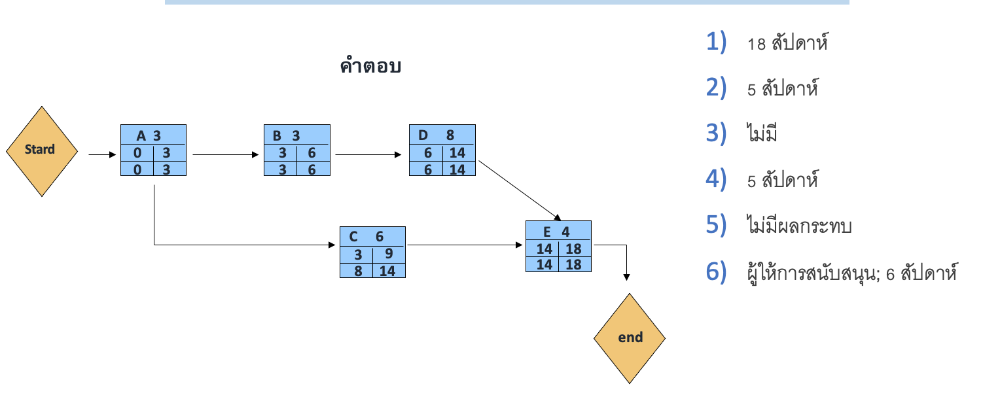 คำตอบ
Stard
A 3
0 3
0 3
B 3
3 6
3 6
D 8
6 14
6 14
C 6
3 9
8 14
E 4
14 18
14 18
end
1) 18 สัปดาห์
2) 5 สัปดาห์
3) ไม่มี
4) 5 สัปดาห์
5) ไม่มีผลกระทบ
6) ผู้ให้การสนับสนุน; 6 สัปดาห์